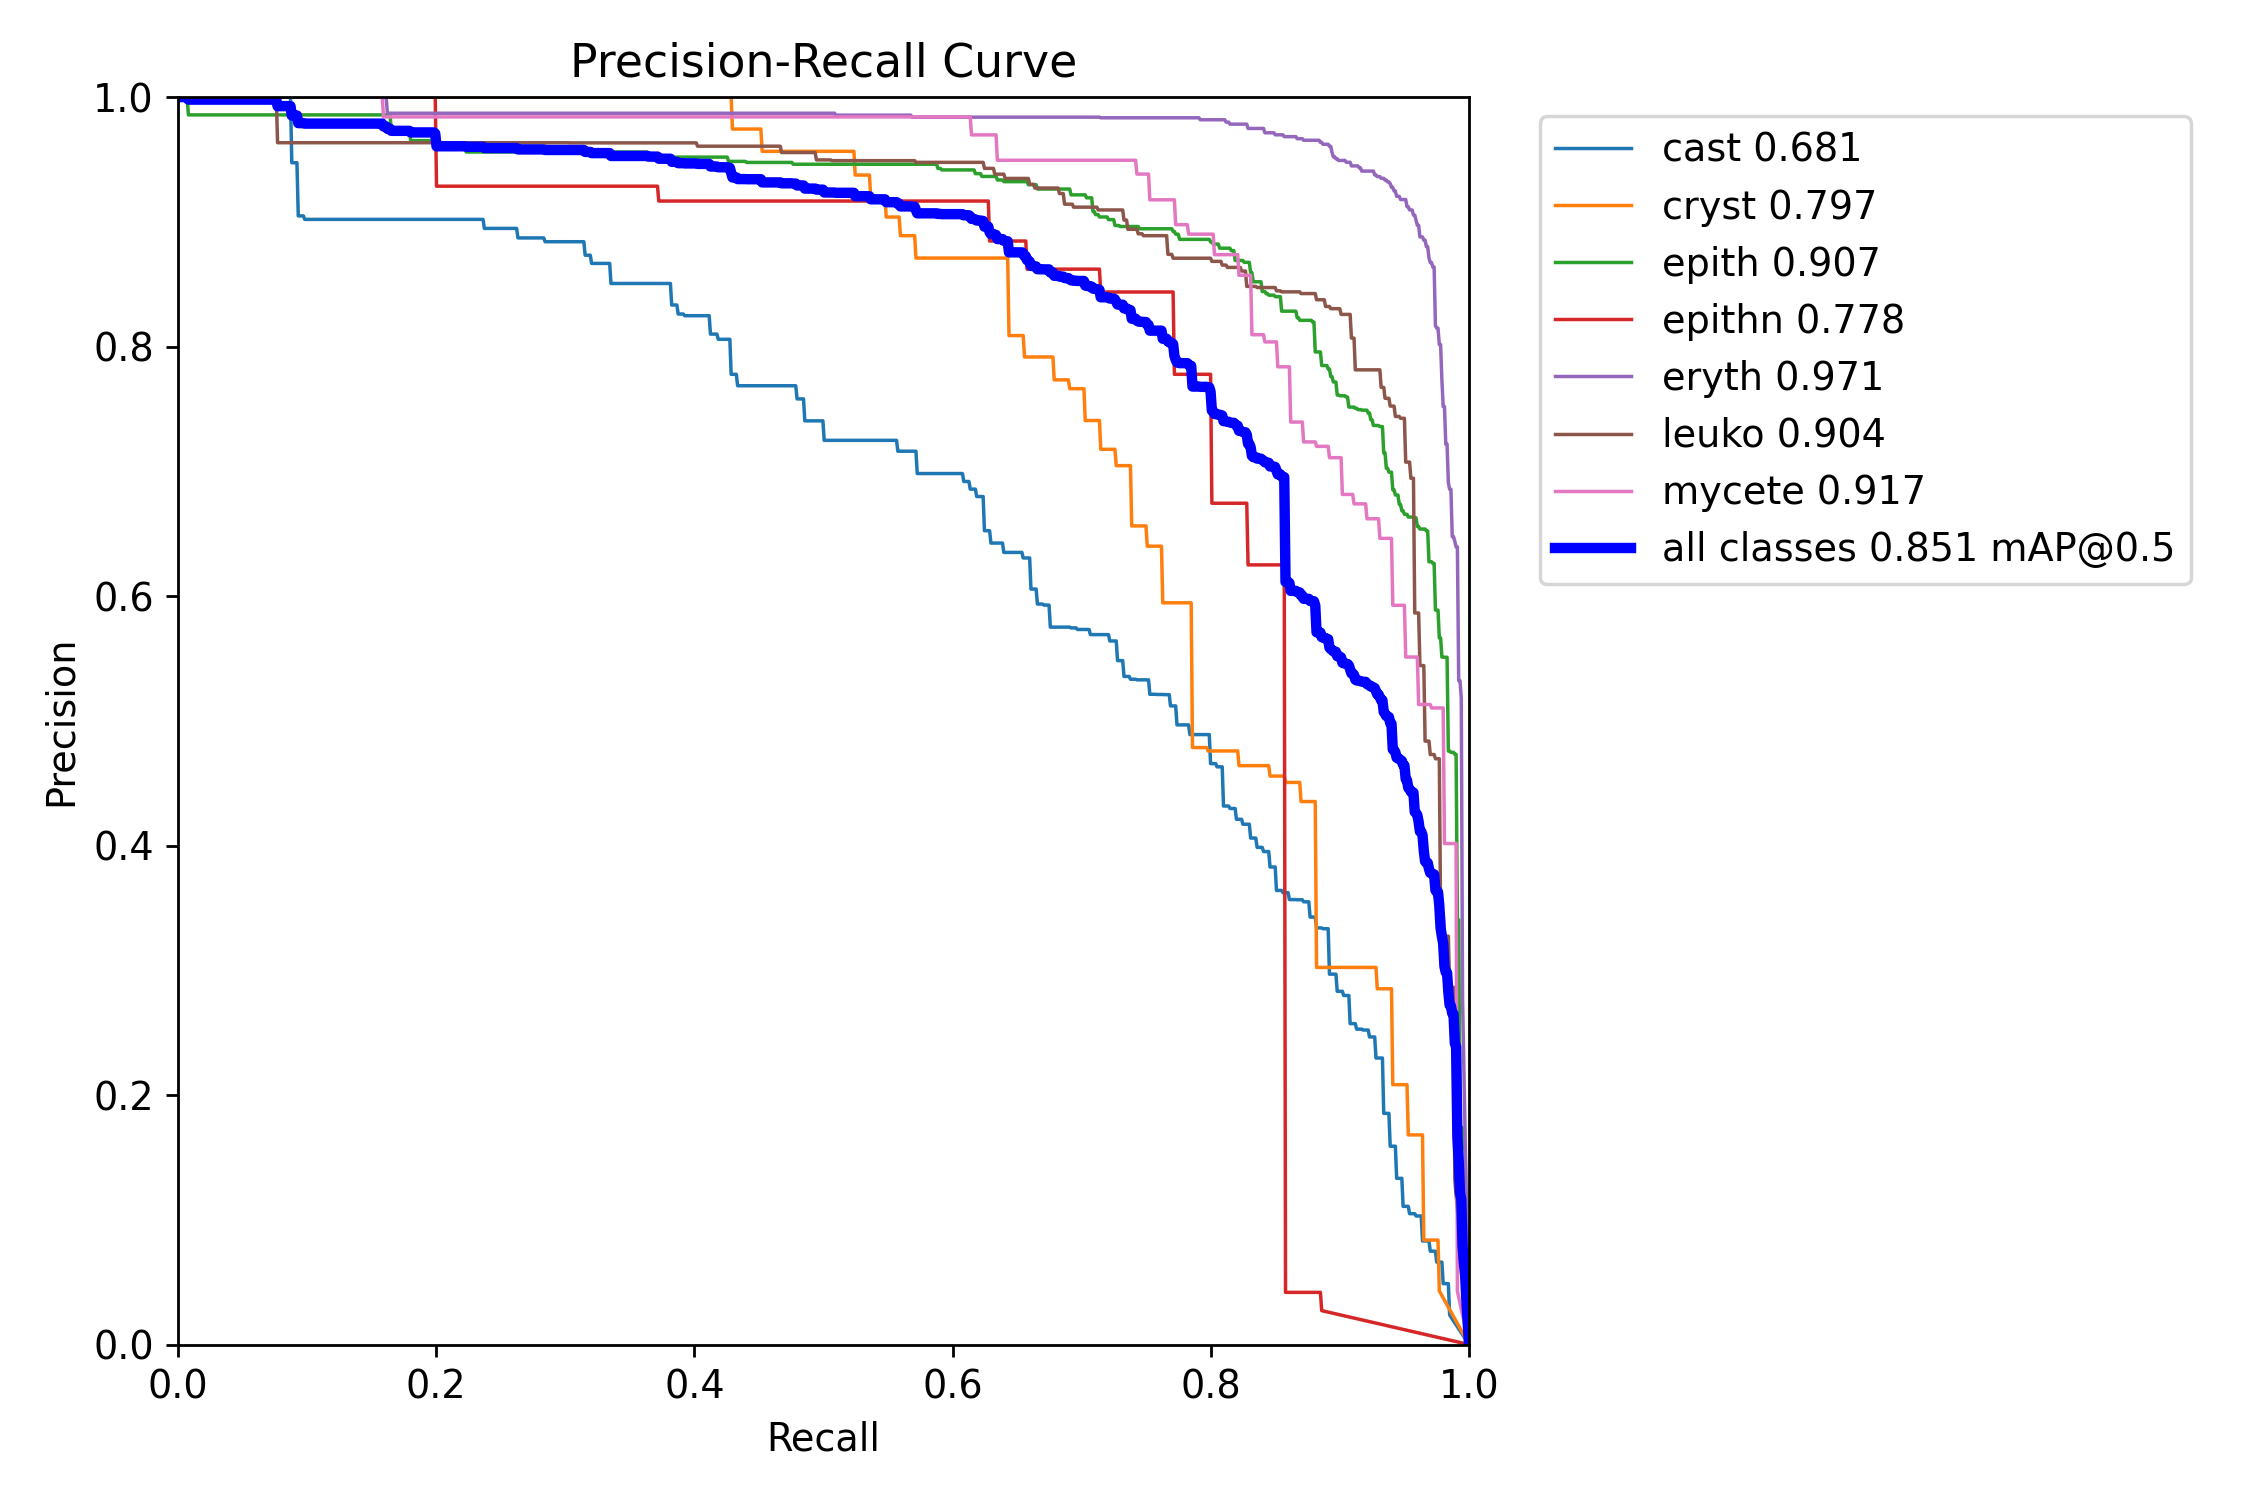 Precision-Recall Curve
1.0
0.8
0.6
0.4
0.2
0.0
Precision
0.0 0.2 0.4 0.6 0.8 1.0
Recall
cast 0.681
cryst 0.797
epith 0.907
epithn 0.778
eryth 0.971
leuko 0.904
mycete 0.917
all classes 0.851 mAP@0.5